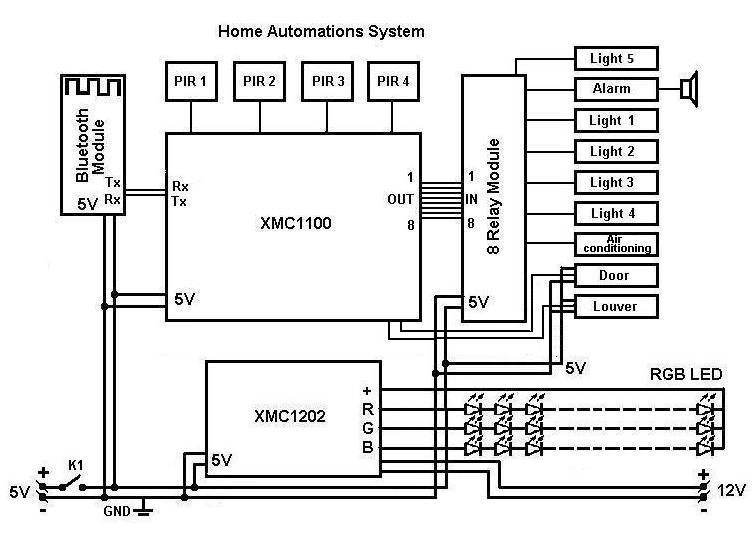 Home Automations System
PIR 1
PIR 2
PIR 3
PIR 4
Bluetooth
Module
Tx
Rx
5V
Rx
Tx
XMC1100
1
OUT
8
5V
1
IN
8
8 Relay Module
5V
Light 5
Alarm
Light 1
Light 2
Light 3
Light 4
Air
conditioning
Door
Louver
5V
RGB LED
XMC1202
+
R
G
B
5V
K1
+
5V
-
GND
+
12V
-